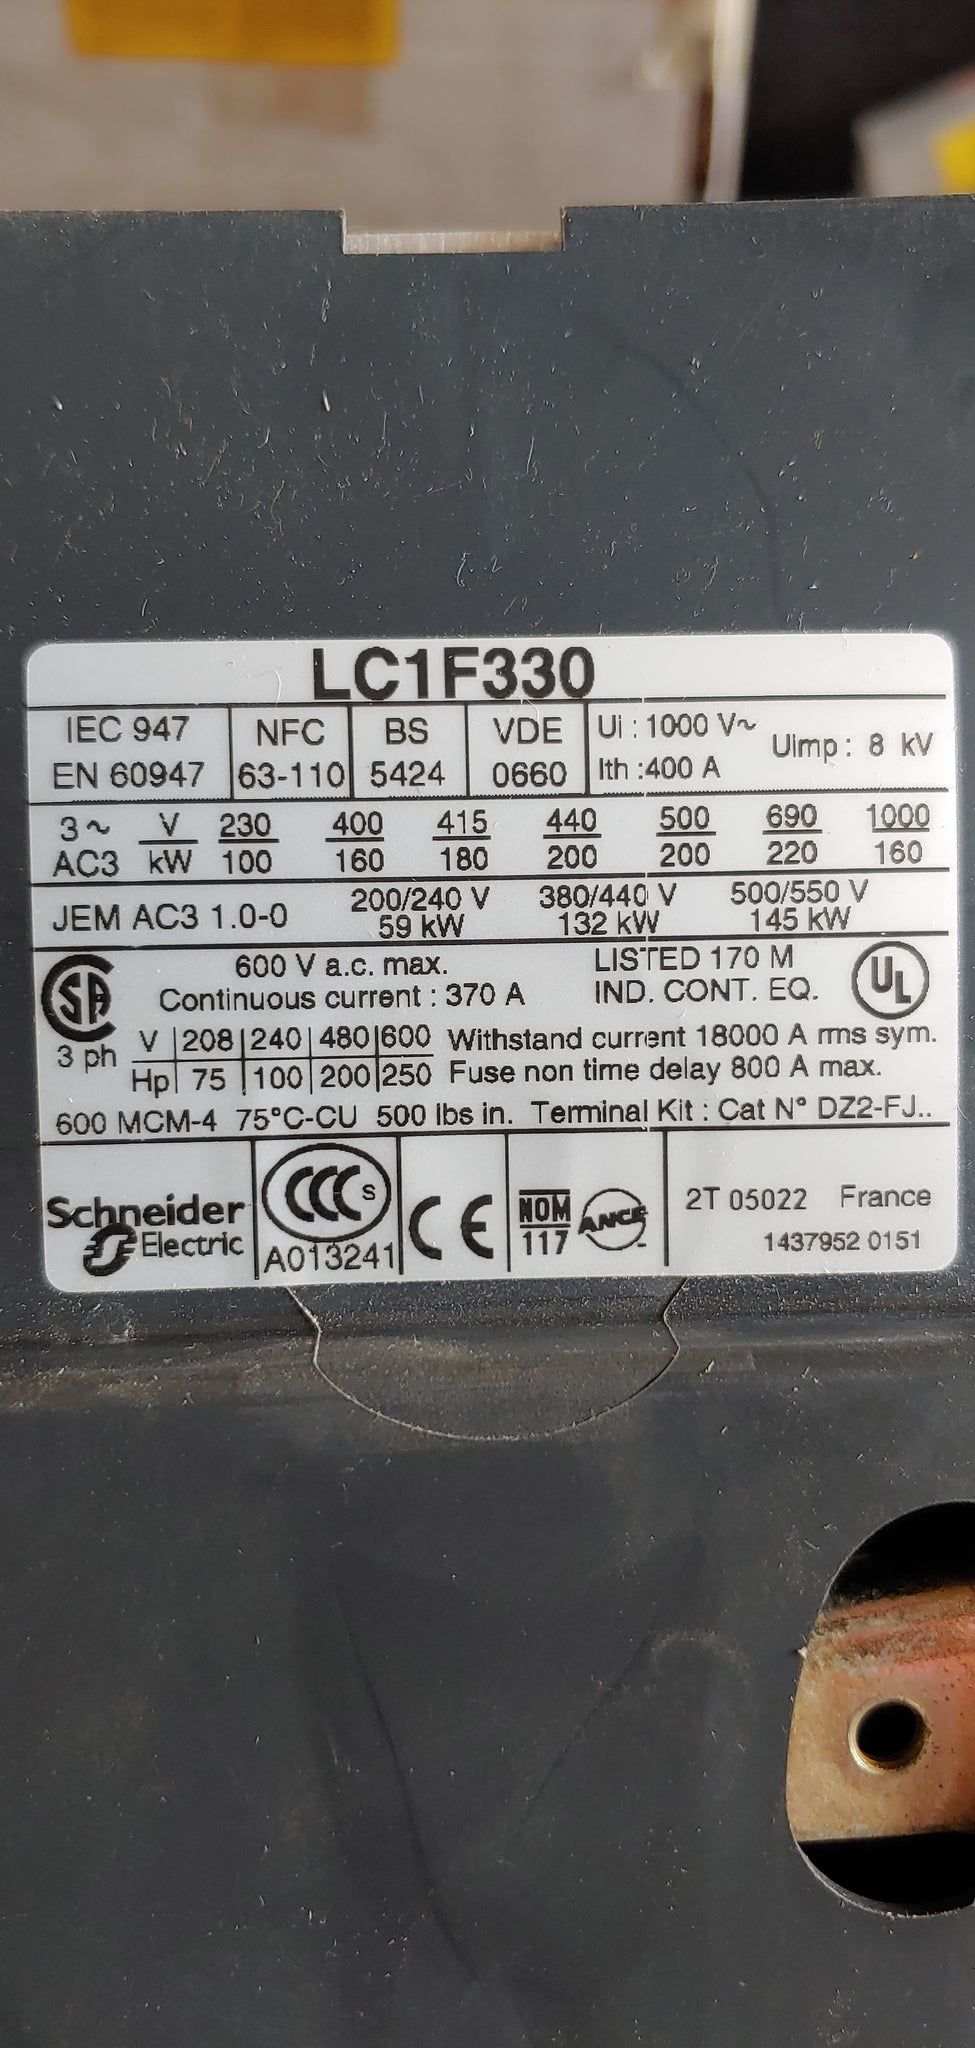 LC1F330
IEC 947 NFC BS VDE Ui : 1000 V~ Uimp : 8 kV
EN 60947 63-110 5424 0660 Ith :400 A
3~ V 230 400 415 440 500 690 1000
AC3 kW 100 160 180 200 200 220 160
JEM AC3 1.0-0 200/240 V 380/440 V 500/550 V
59 kW 132 kW 145 kW
SA 600 V a.c. max. LISTED 170 M UL
Continuous current : 370 A IND. CONT. EQ.
3 ph V 208 240 480 600 Withstand current 18000 A rms sym.
Hp 75 100 200 250 Fuse non time delay 800 A max.
600 MCM-4 75°C-CU 500 lbs in. Terminal Kit : Cat N° DZ2-FJ..
Schneider CCC S CE NOM ANCE 2T 05022 France
Electric A013241 117 1437952 0151